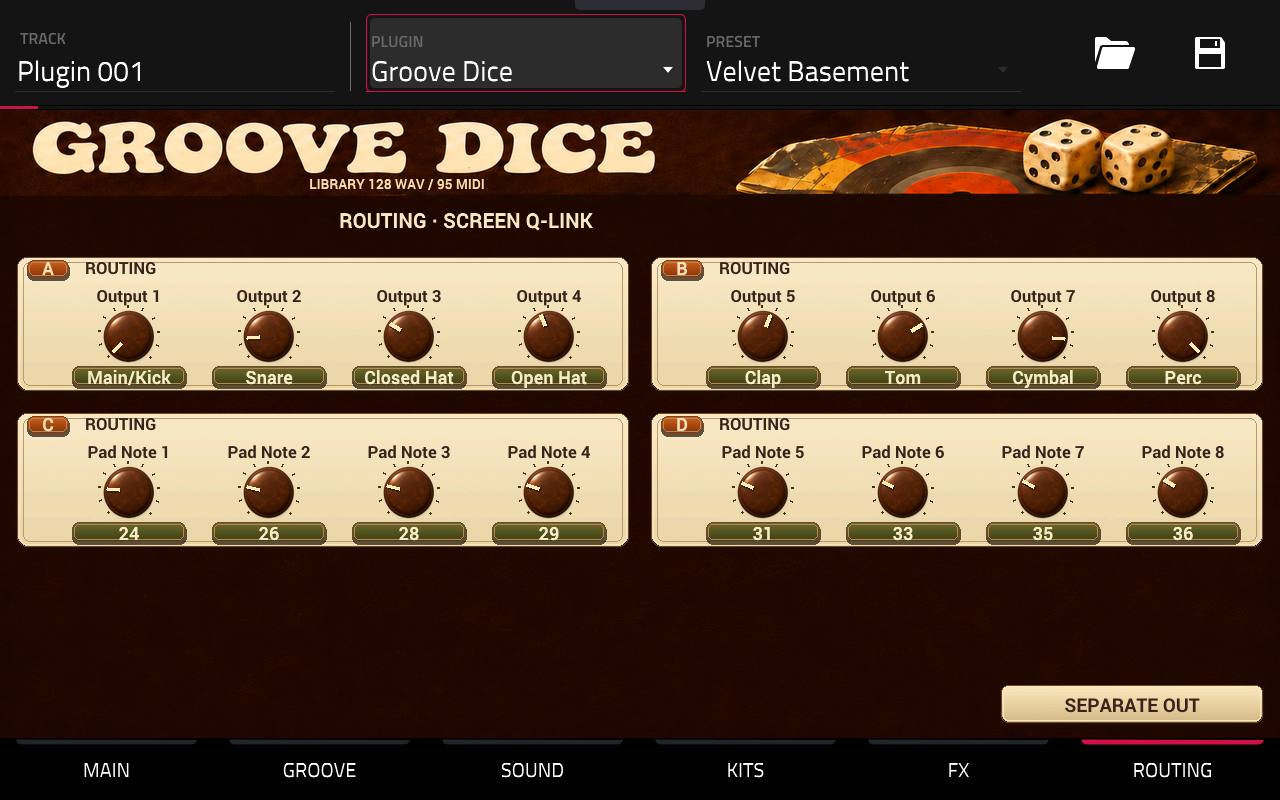 TRACK
Plugin 001
PLUGIN
Groove Dice
PRESET
Velvet Basement
GROOVE DICE
LIBRARY 128 WAV / 95 MIDI
ROUTING · SCREEN Q-LINK
A ROUTING
Output 1 Output 2 Output 3 Output 4
Main/Kick Snare Closed Hat Open Hat
B ROUTING
Output 5 Output 6 Output 7 Output 8
Clap Tom Cymbal Perc
C ROUTING
Pad Note 1 Pad Note 2 Pad Note 3 Pad Note 4
24 26 28 29
D ROUTING
Pad Note 5 Pad Note 6 Pad Note 7 Pad Note 8
31 33 35 36
SEPARATE OUT
MAIN GROOVE SOUND KITS FX ROUTING